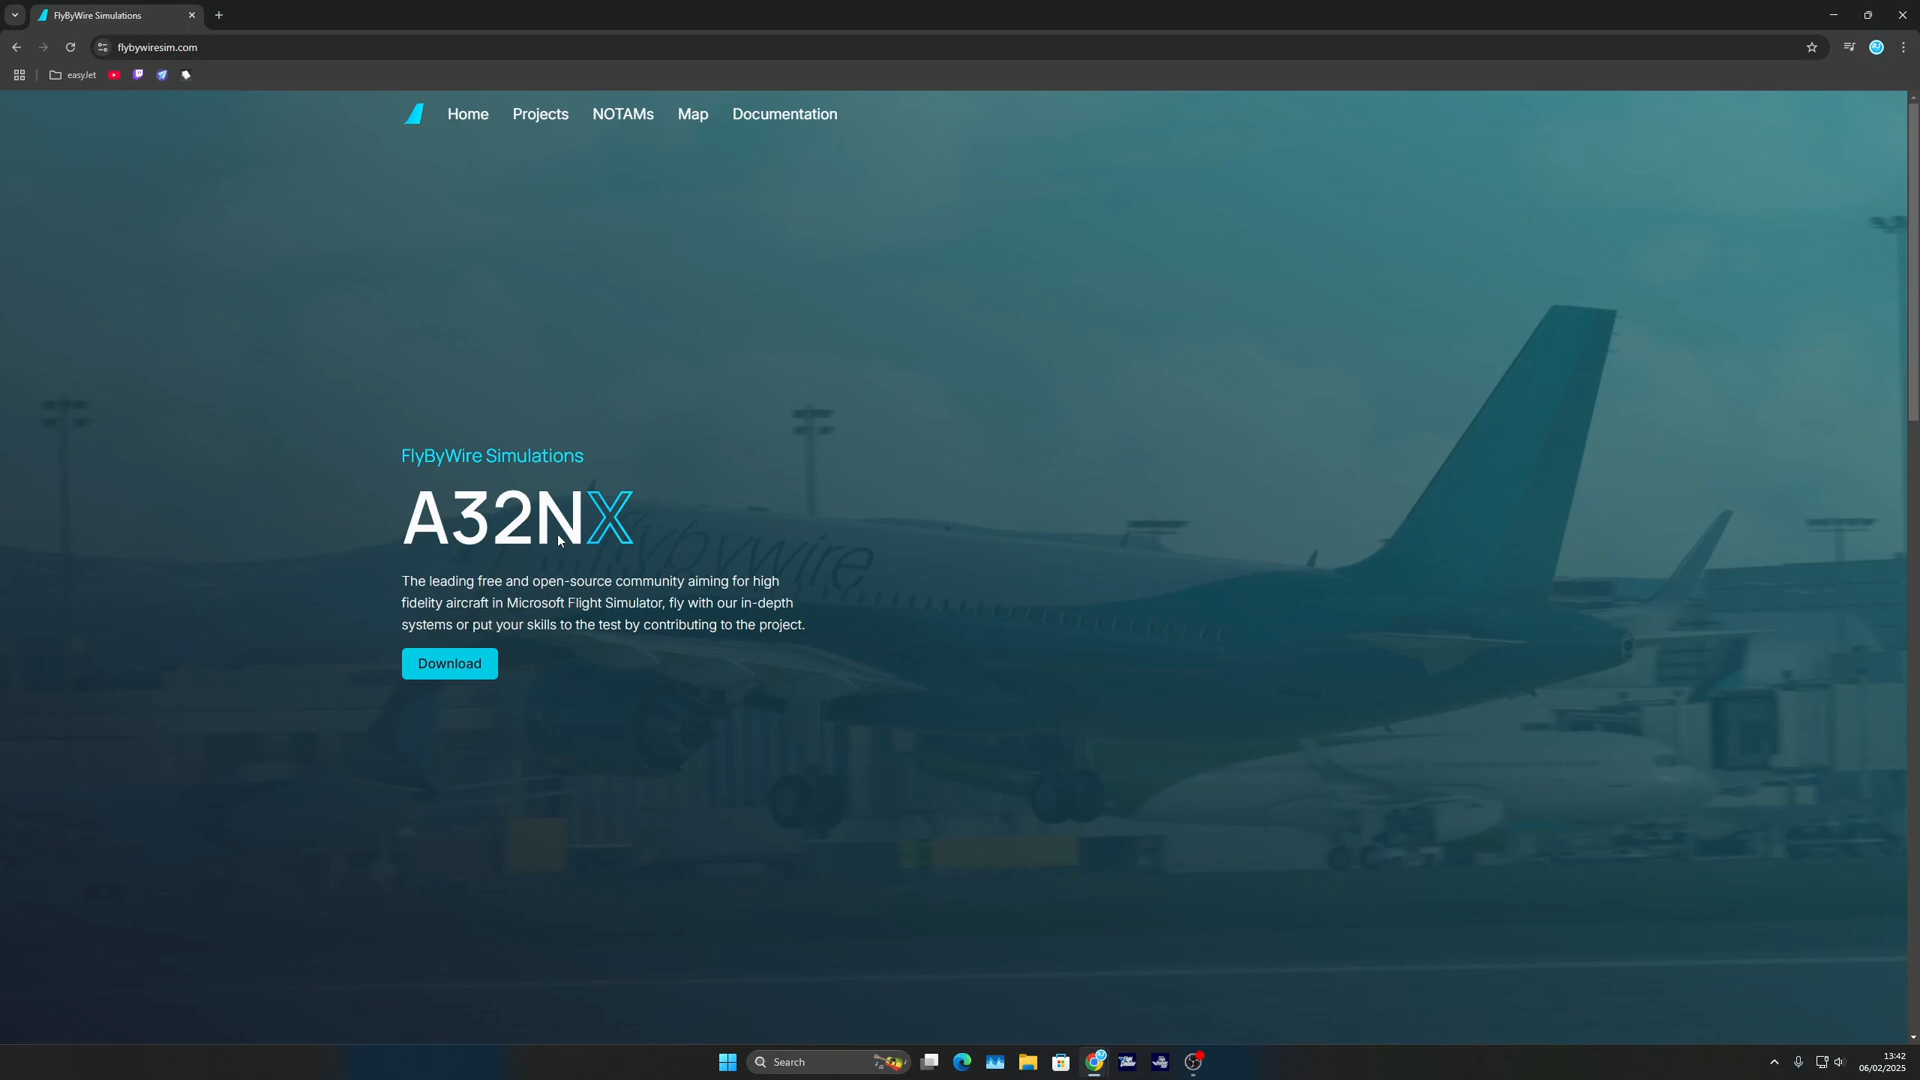 FlyByWire Simulations
flybywiresim.com
easyJet
Home Projects NOTAMs Map Documentation
FlyByWire Simulations
A32NX
flybywire
The leading free and open-source community aiming for high
fidelity aircraft in Microsoft Flight Simulator, fly with our in-depth
systems or put your skills to the test by contributing to the project.
Download
Search
13:42
06/02/2025